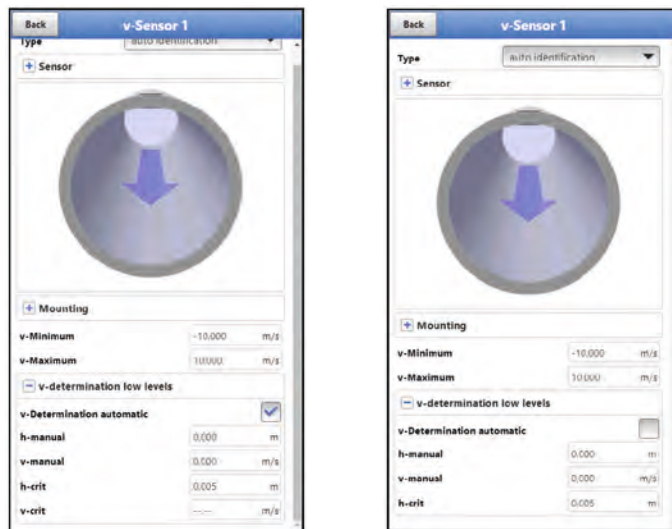 Back v-Sensor 1
Type auto identification
Sensor
Mounting
v-Minimum -10.000 m/s
v-Maximum 10.000 m/s
v-determination low levels
v-Determination automatic
h-manual 0.000 m
v-manual 0.000 m/s
h-crit 0.005 m
v-crit --.-- m/s
Back v-Sensor 1
Type auto identification
Sensor
Mounting
v-Minimum -10.000 m/s
v-Maximum 10.000 m/s
v-determination low levels
v-Determination automatic
h-manual 0.000 m
v-manual 0.000 m/s
h-crit 0.005 m